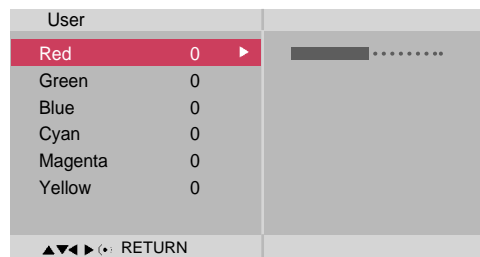 User
Red 0
Green 0
Blue 0
Cyan 0
Magenta 0
Yellow 0
RETURN